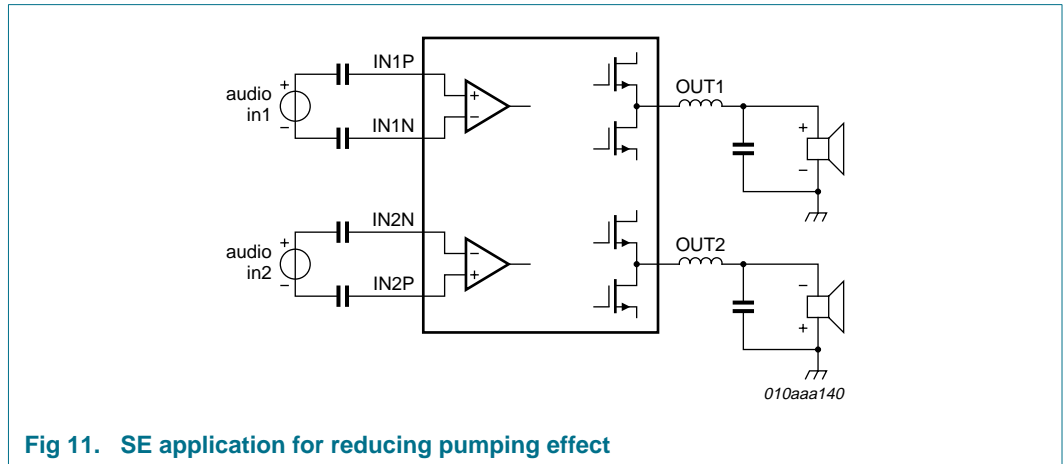 IN1P
audio
in1
+
−
IN1N
+
−
OUT1
+
−
IN2N
audio
in2
+
−
IN2P
−
+
OUT2
−
+
010aaa140
Fig 11. SE application for reducing pumping effect